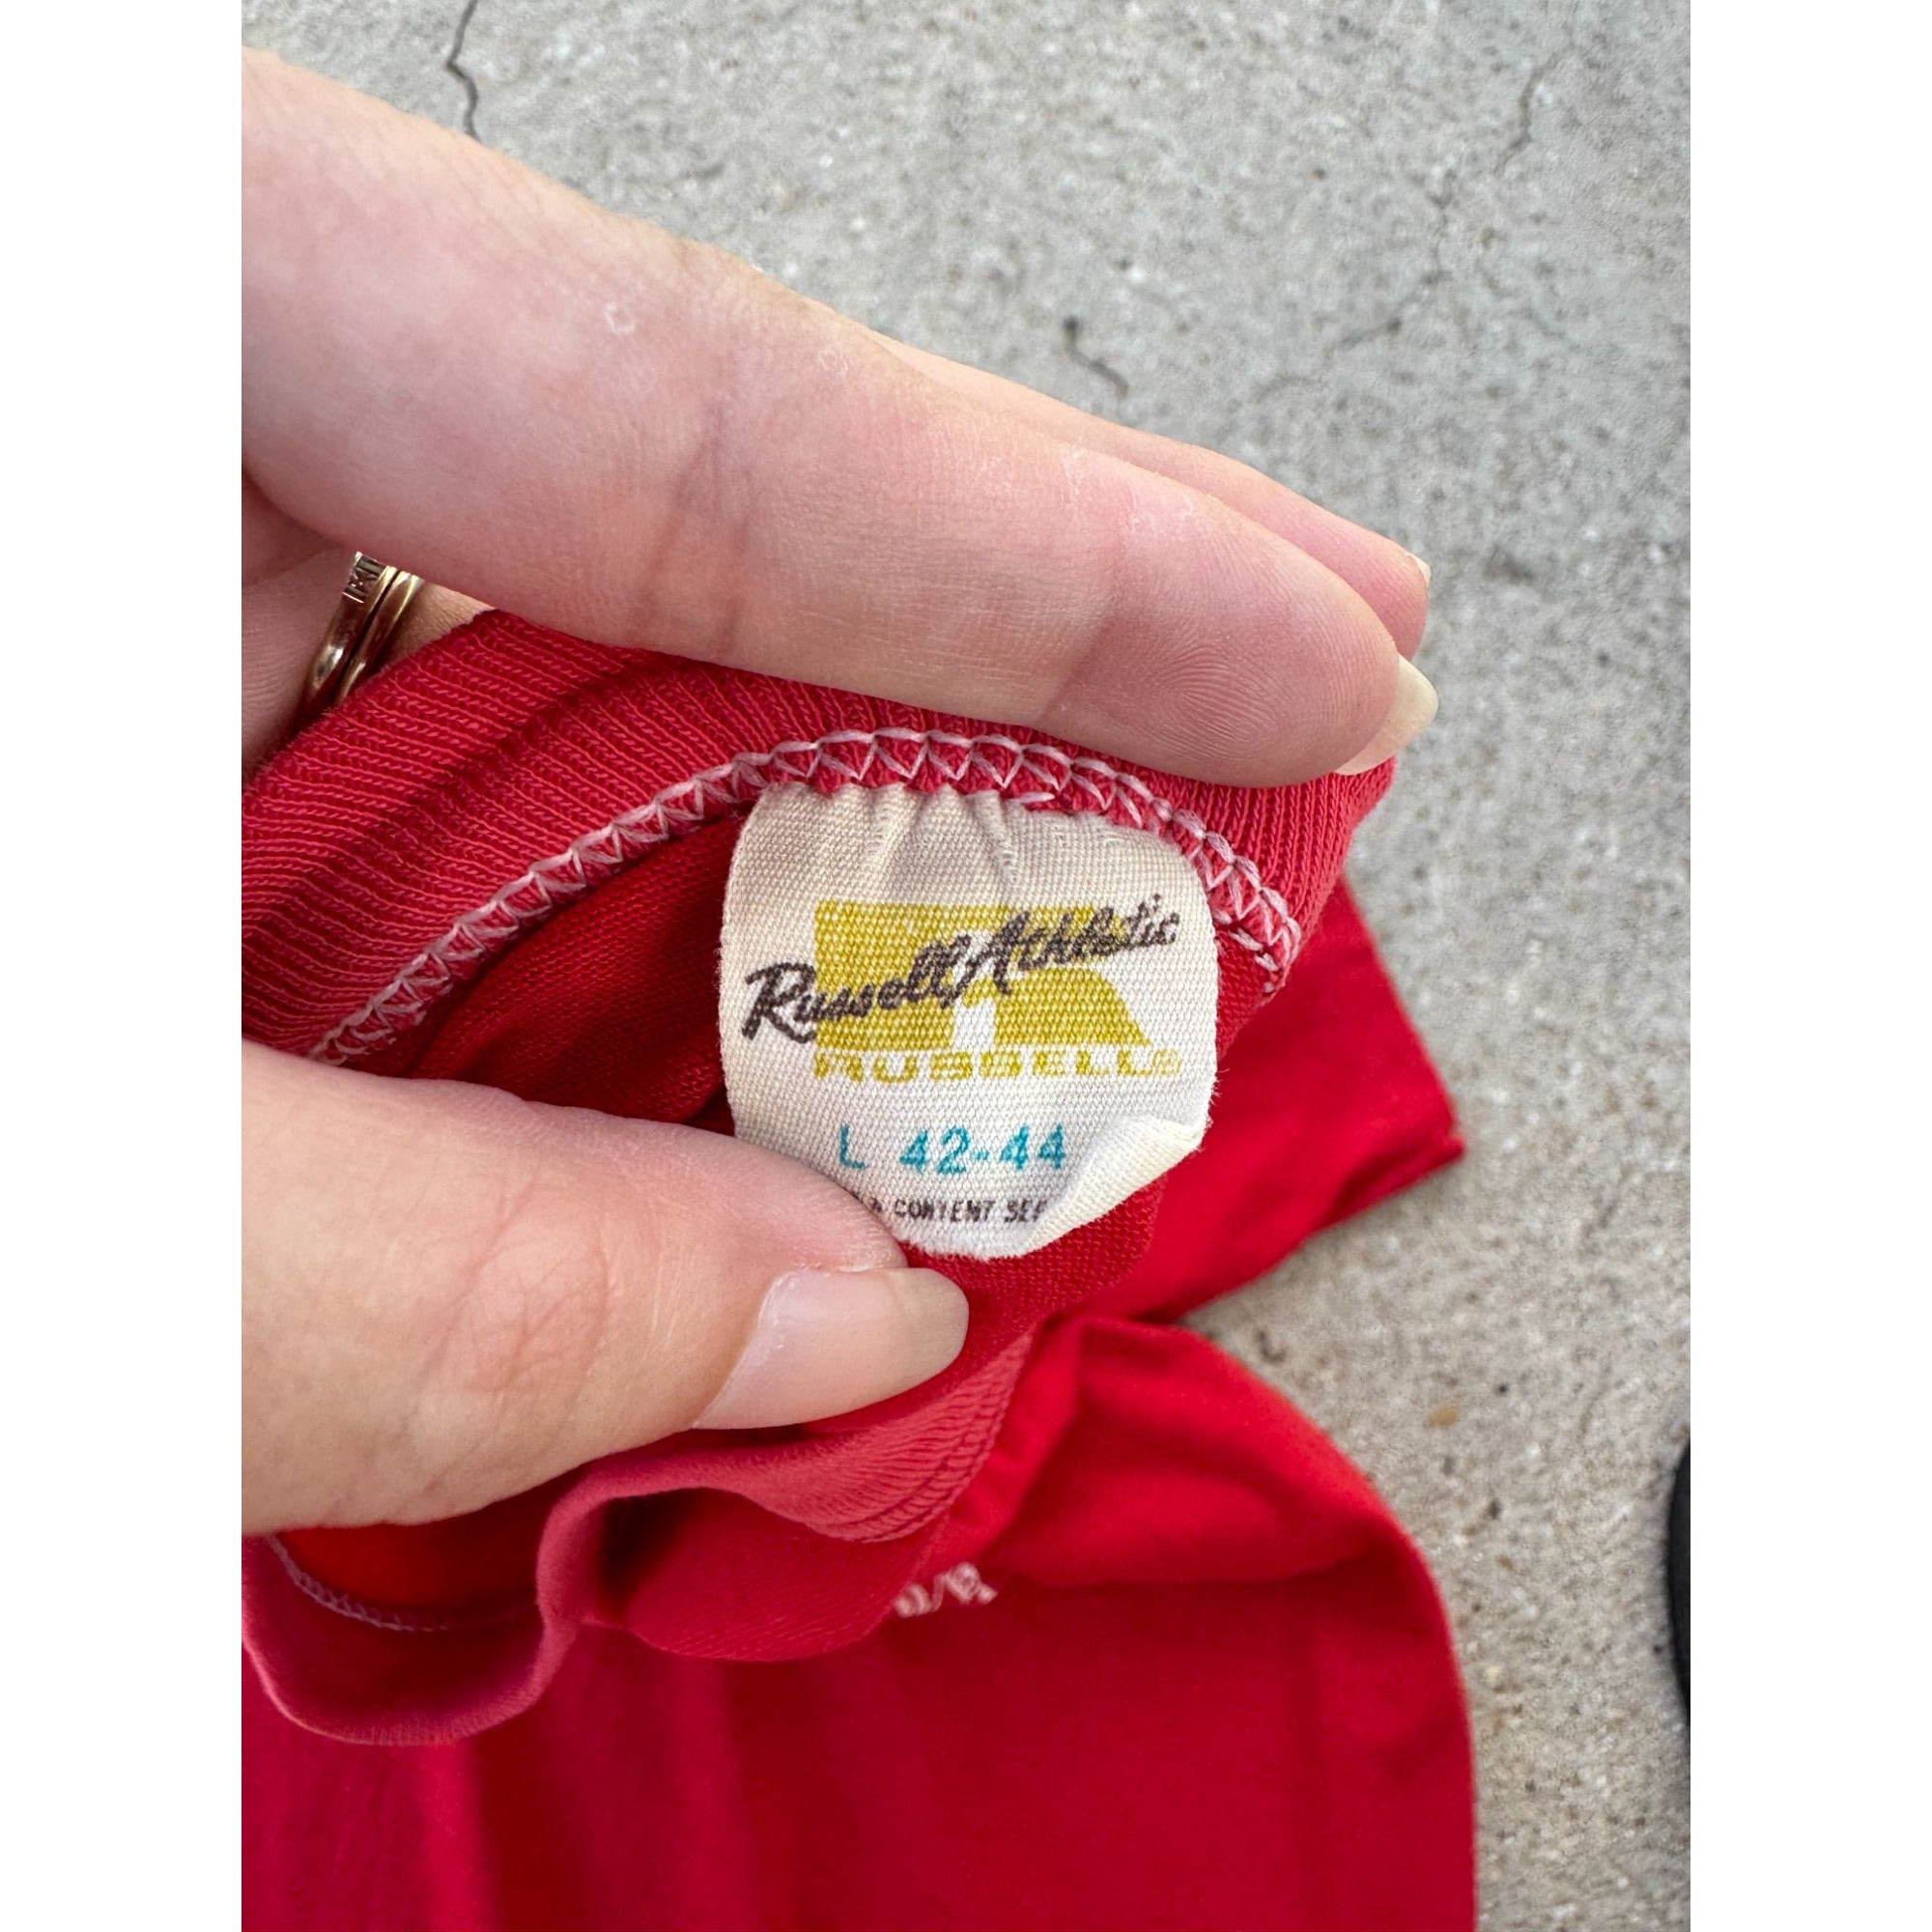 Russell Athletic
RUSSELL®
L 42-44
CONTENT SEE